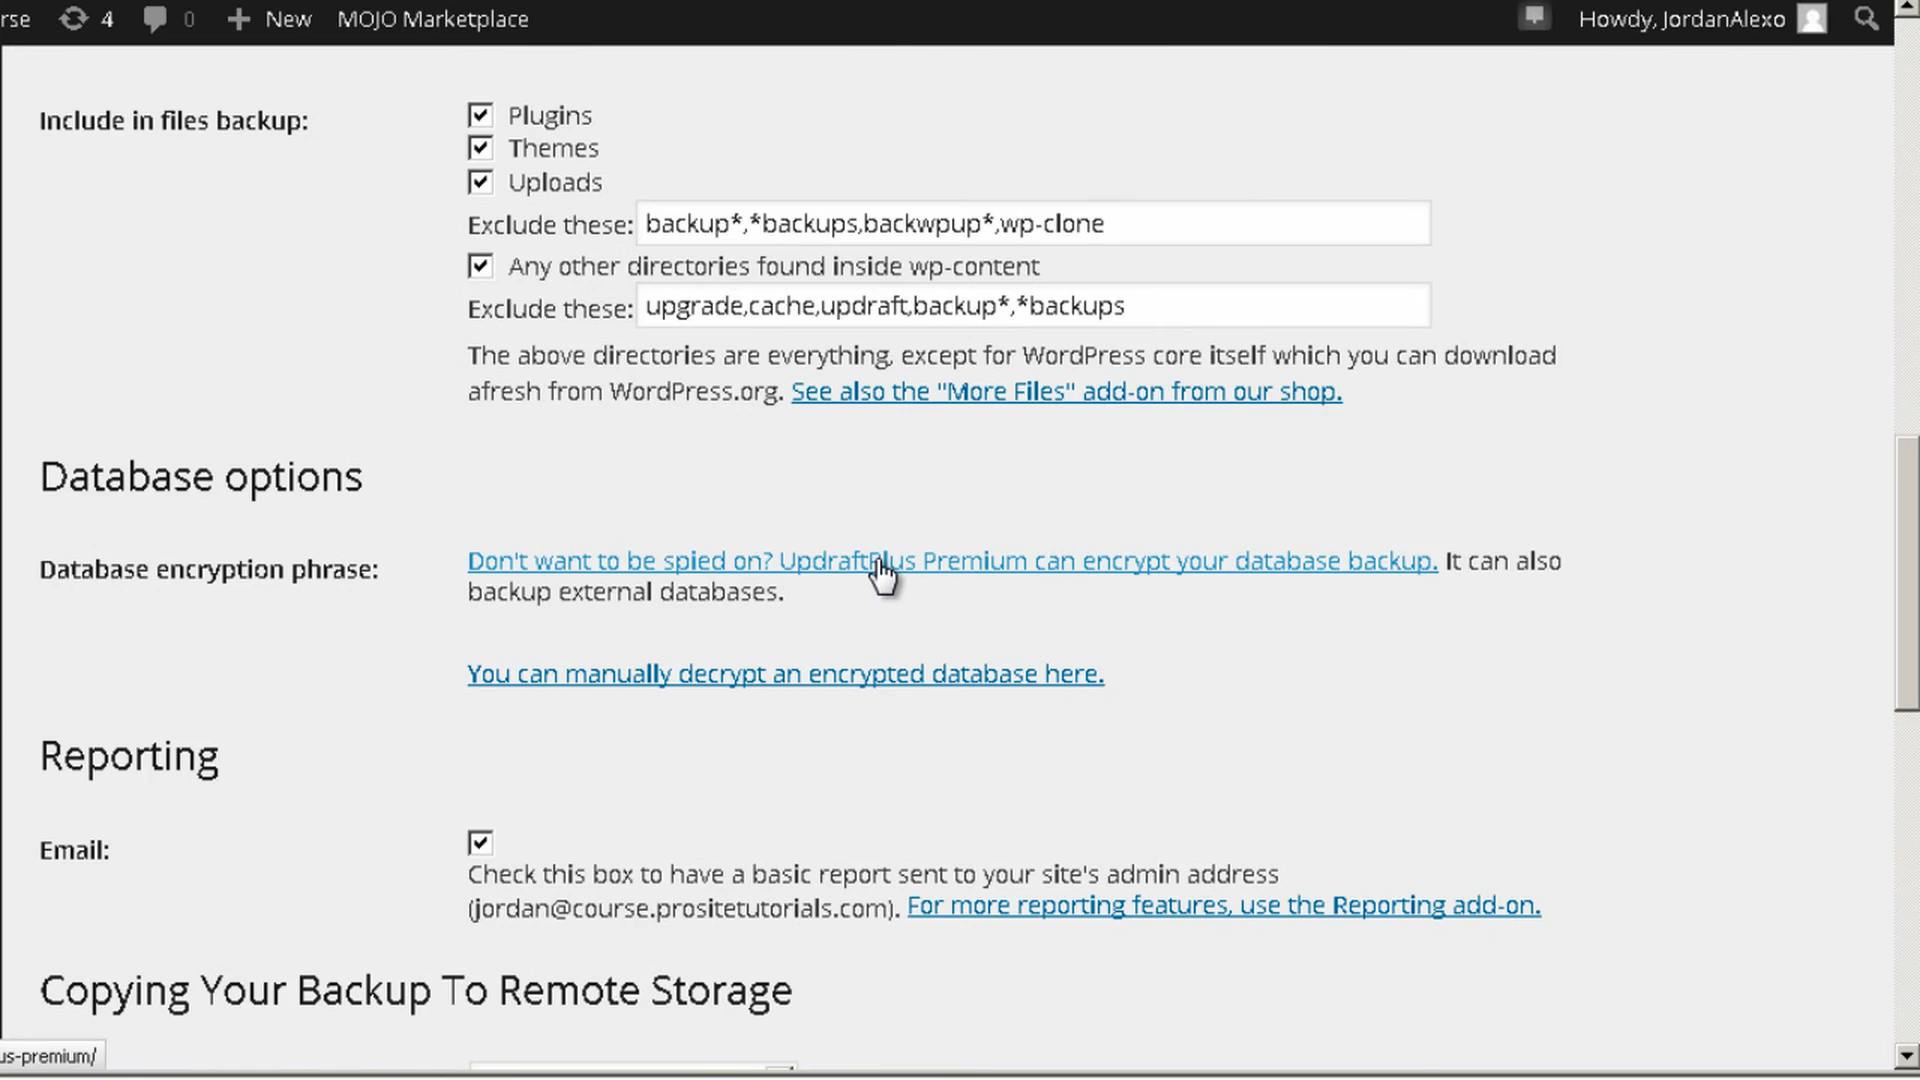 rse 4 0 + New MOJO Marketplace Howdy, JordanAlexo
Include in files backup:
Plugins
Themes
Uploads
Exclude these: backup*,*backups,backwpup*,wp-clone
Any other directories found inside wp-content
Exclude these: upgrade,cache,updraft,backup*,*backups
The above directories are everything, except for WordPress core itself which you can download
afresh from WordPress.org. See also the "More Files" add-on from our shop.
Database options
Database encryption phrase:
Don't want to be spied on? UpdraftPlus Premium can encrypt your database backup. It can also
backup external databases.
You can manually decrypt an encrypted database here.
Reporting
Email:
Check this box to have a basic report sent to your site's admin address
(jordan@course.prositetutorials.com). For more reporting features, use the Reporting add-on.
Copying Your Backup To Remote Storage
us-premium/